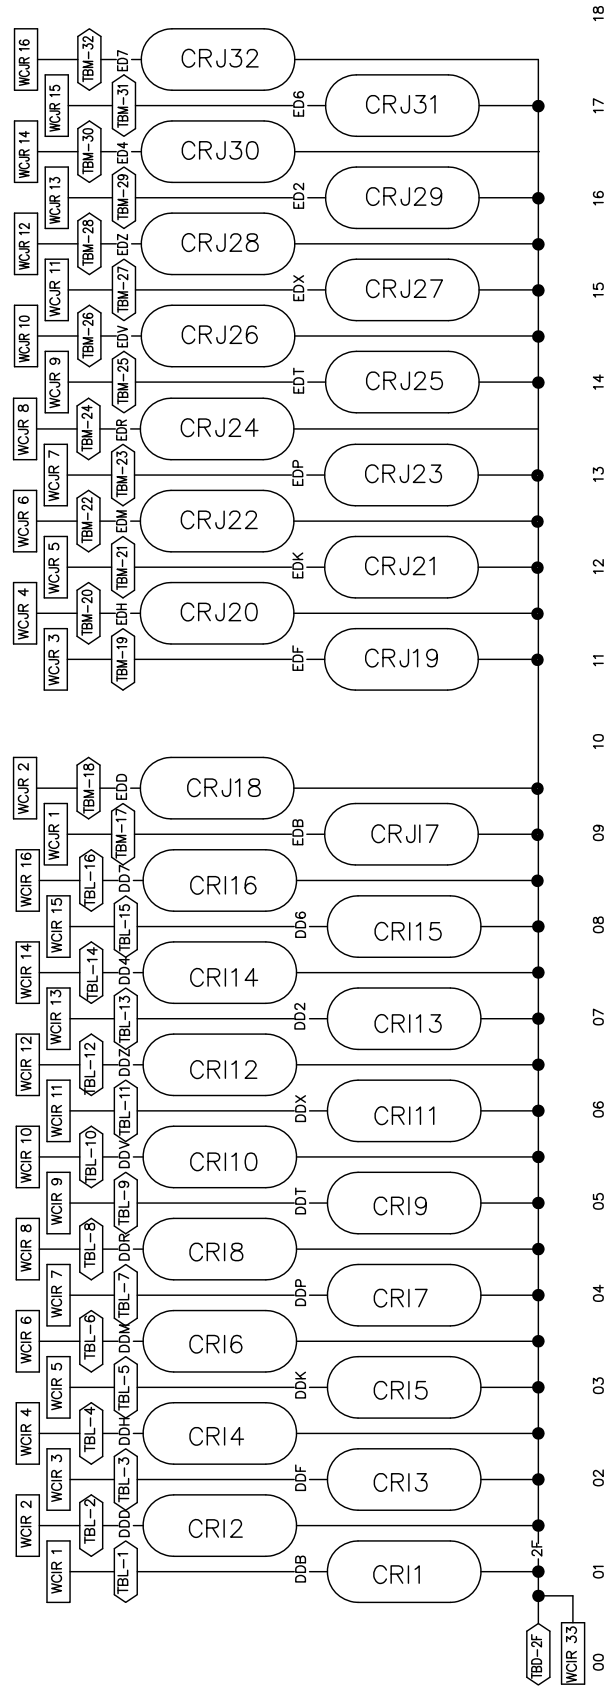 18
WCJR 16
TBM-32
ED7
CRJ32
WCJR 15
TBM-31
ED6
CRJ31
17
WCJR 14
TBM-30
ED4
CRJ30
WCJR 13
TBM-29
ED2
CRJ29
16
WCJR 12
TBM-28
EDZ
CRJ28
WCJR 11
TBM-27
EDX
CRJ27
15
WCJR 10
TBM-26
EDV
CRJ26
WCJR 9
TBM-25
EDT
CRJ25
14
WCJR 8
TBM-24
EDR
CRJ24
WCJR 7
TBM-23
EDP
CRJ23
13
WCJR 6
TBM-22
EDM
CRJ22
WCJR 5
TBM-21
EDK
CRJ21
12
WCJR 4
TBM-20
EDH
CRJ20
WCJR 3
TBM-19
EDF
CRJ19
11
10
WCJR 2
TBM-18
EDD
CRJ18
WCJR 1
TBM-17
EDB
CRJI7
09
WCIR 16
TBL-16
DD7
CRI16
WCIR 15
TBL-15
DD6
CRI15
08
WCIR 14
TBL-14
DD4
CRI14
WCIR 13
TBL-13
DD2
CRI13
07
WCIR 12
TBL-12
DDZ
CRI12
WCIR 11
TBL-11
DDX
CRI11
06
WCIR 10
TBL-10
DDV
CRI10
WCIR 9
TBL-9
DDT
CRI9
05
WCIR 8
TBL-8
DDR
CRI8
WCIR 7
TBL-7
DDP
CRI7
04
WCIR 6
TBL-6
DDM
CRI6
WCIR 5
TBL-5
DDK
CRI5
03
WCIR 4
TBL-4
DDH
CRI4
WCIR 3
TBL-3
DDF
CRI3
02
WCIR 2
TBL-2
DDD
CRI2
WCIR 1
TBL-1
DDB
CRI1
2F
01
TBD-2F
WCIR 33
00